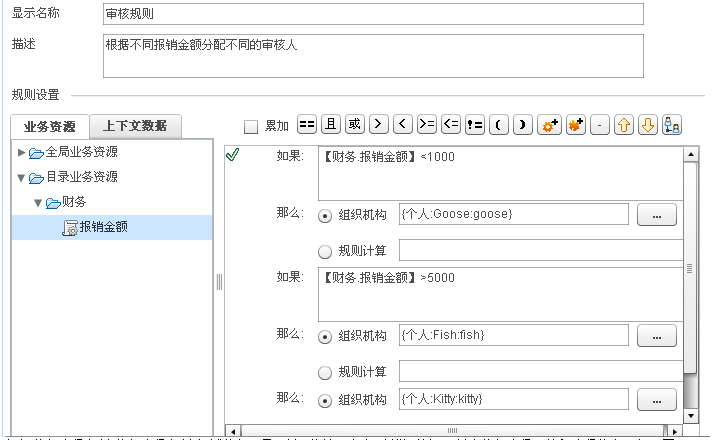 显示名称 审核规则
描述 根据不同报销金额分配不同的审核人
规则设置
业务资源 上下文数据
累加 == 且 或 > < >= <= != ( ) -
全局业务资源
目录业务资源
财务
报销金额
如果: 【财务.报销金额】<1000
那么: 组织机构 {个人:Goose:goose} ...
规则计算
如果: 【财务.报销金额】>5000
那么: 组织机构 {个人:Fish:fish} ...
规则计算
那么: 组织机构 {个人:Kitty:kitty} ...